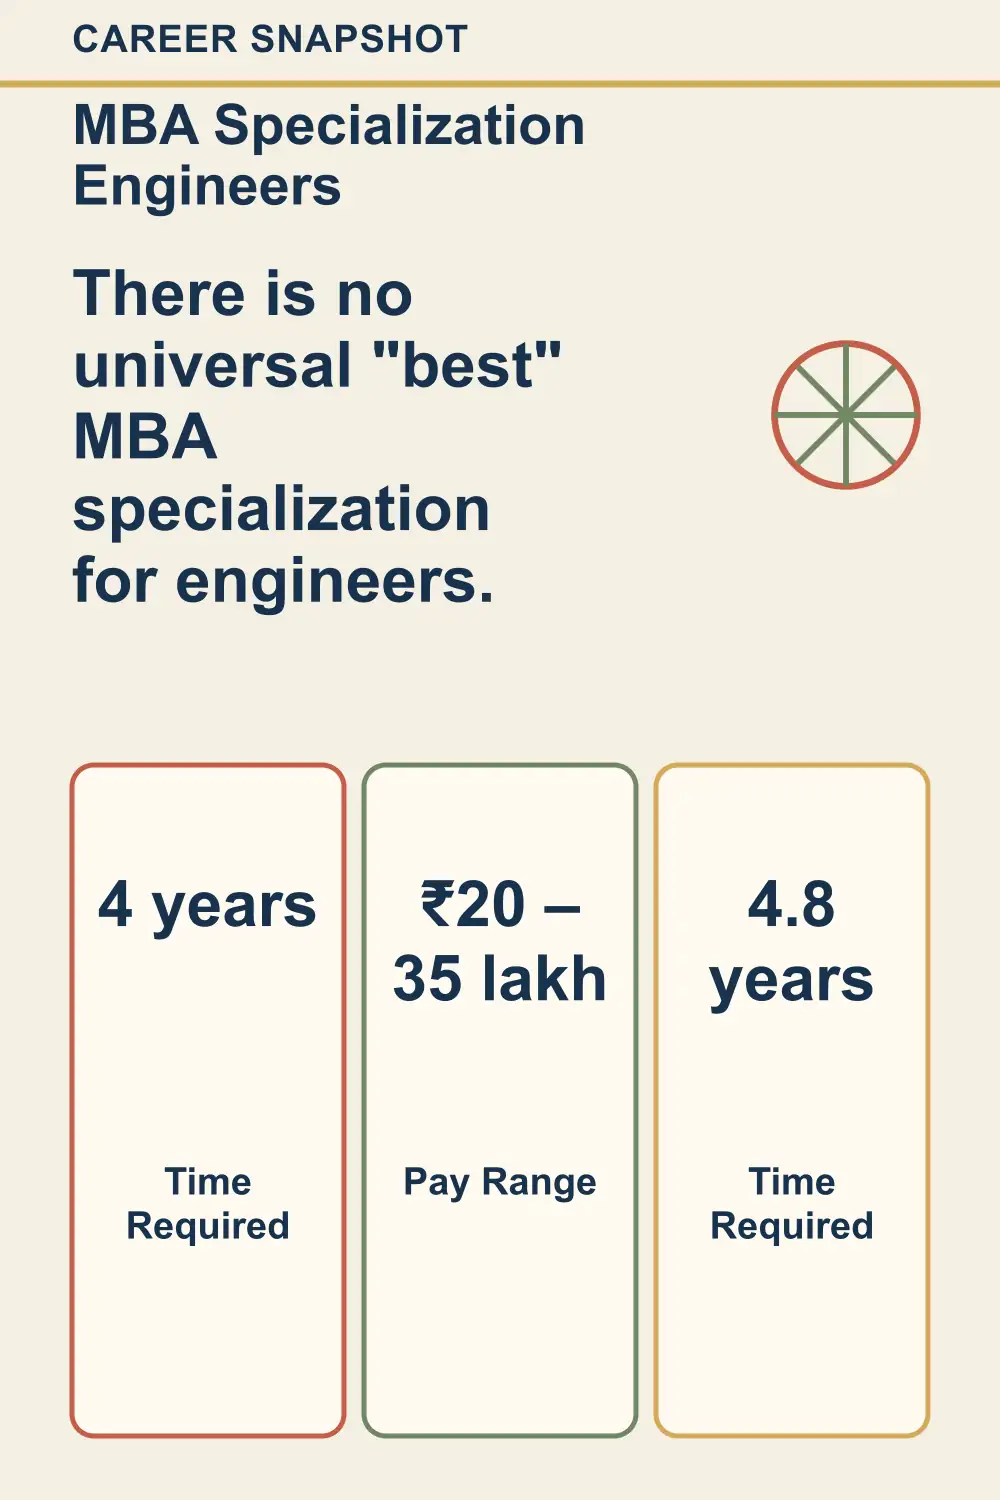 CAREER SNAPSHOT
MBA Specialization
Engineers
There is no
universal "best"
MBA
specialization
for engineers.
4 years
Time
Required
₹20 –
35 lakh
Pay Range
4.8
years
Time
Required